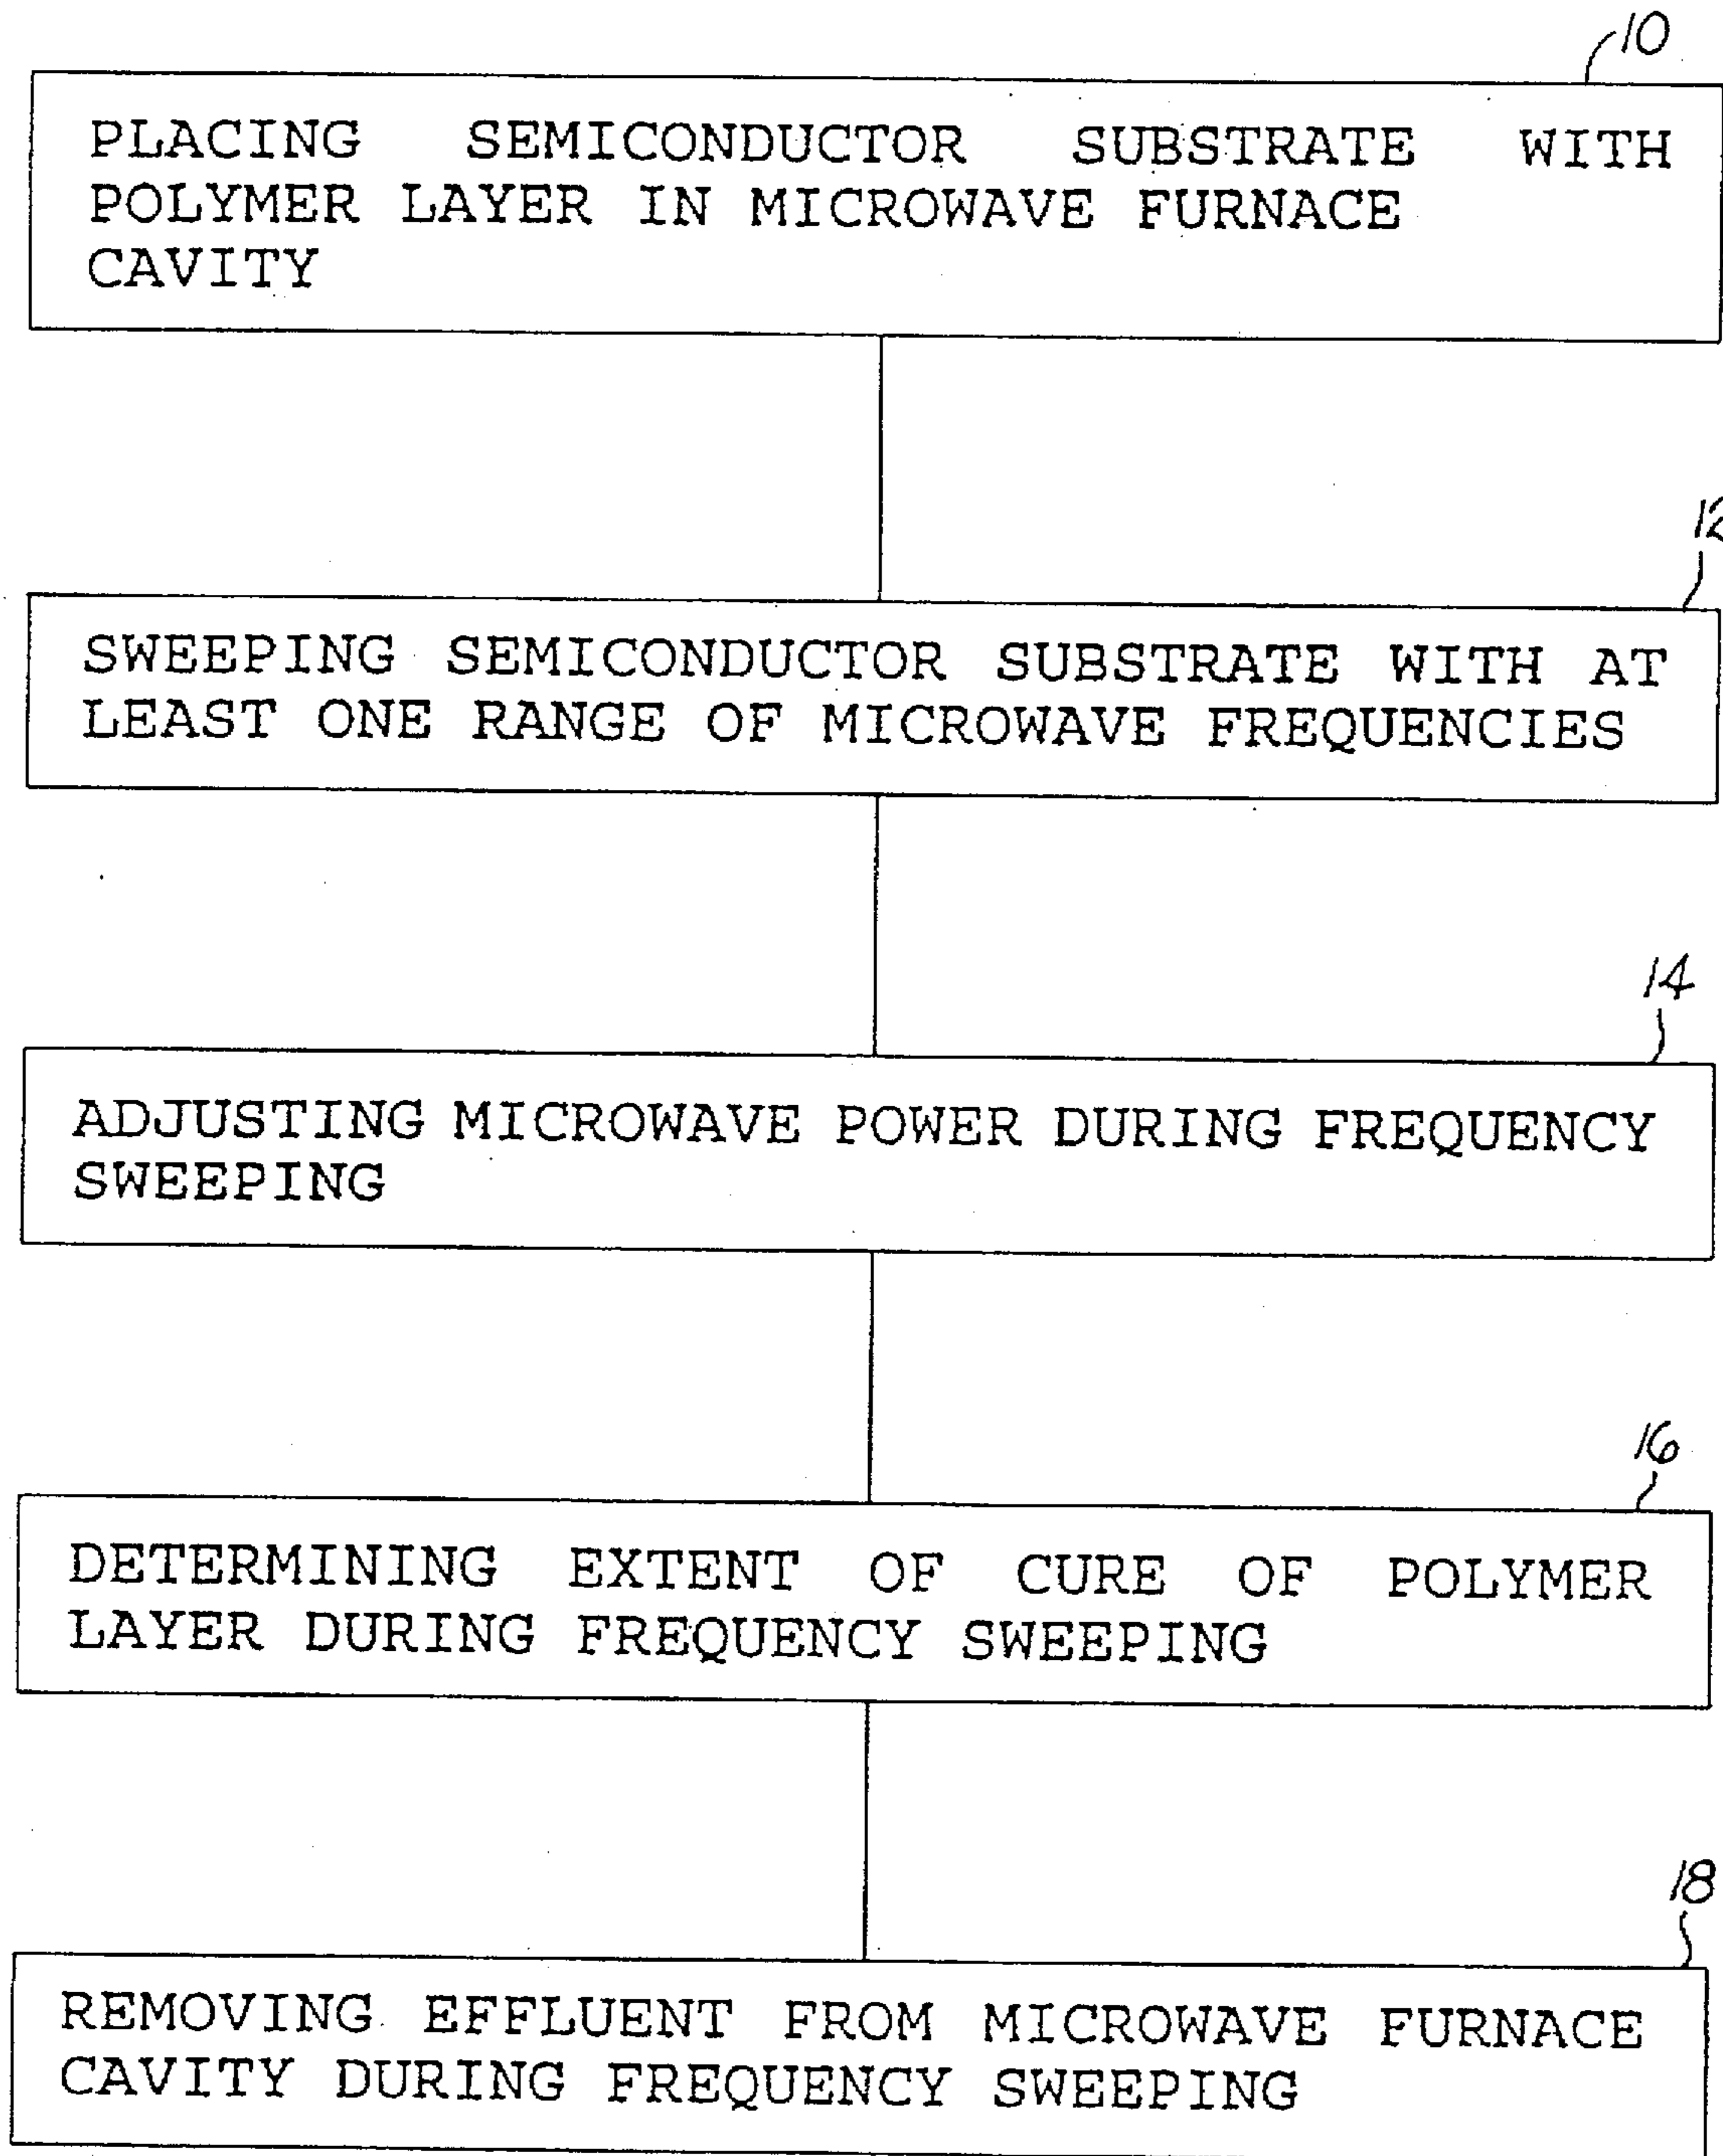 10
PLACING SEMICONDUCTOR SUBSTRATE WITH
POLYMER LAYER IN MICROWAVE FURNACE
CAVITY
12
SWEEPING SEMICONDUCTOR SUBSTRATE WITH AT
LEAST ONE RANGE OF MICROWAVE FREQUENCIES
14
ADJUSTING MICROWAVE POWER DURING FREQUENCY
SWEEPING
16
DETERMINING EXTENT OF CURE OF POLYMER
LAYER DURING FREQUENCY SWEEPING
18
REMOVING EFFLUENT FROM MICROWAVE FURNACE
CAVITY DURING FREQUENCY SWEEPING